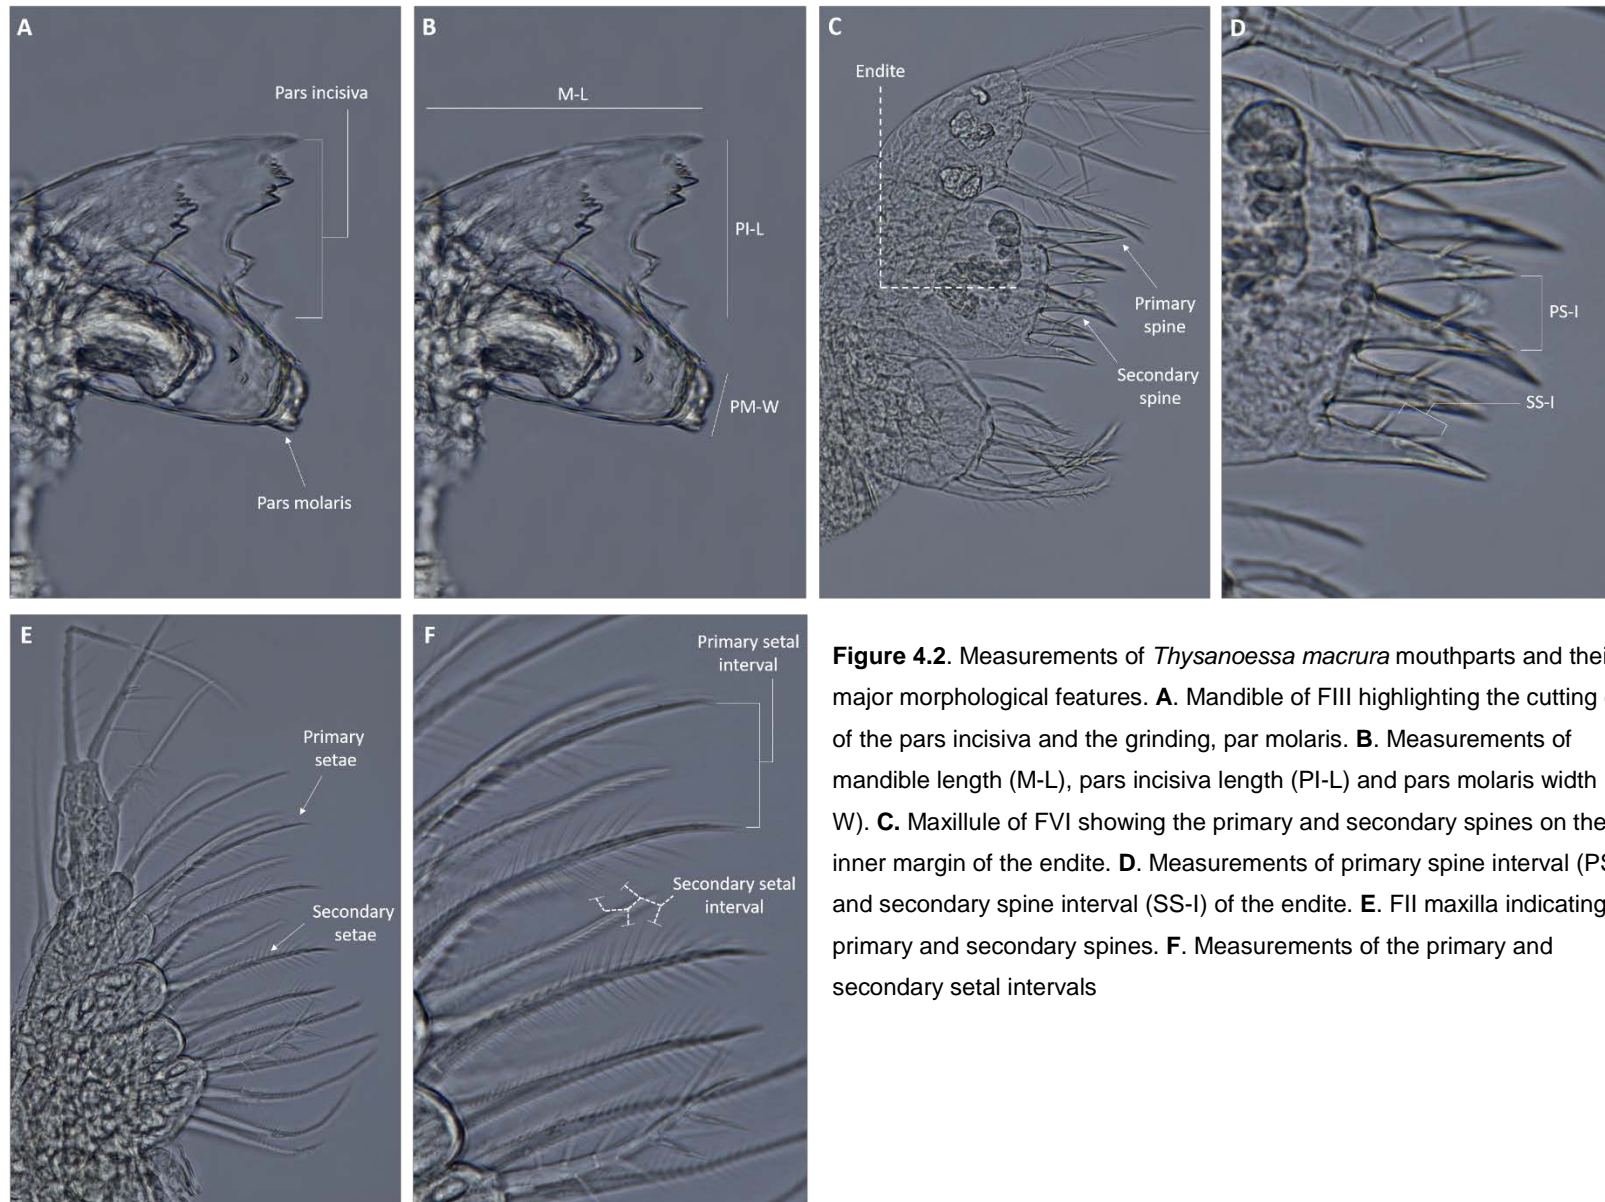 A
Pars incisiva
Pars molaris
B
M-L
PI-L
PM-W
C
Endite
Primary
spine
Secondary
spine
D
PS-I
SS-I
E
Primary
setae
Secondary
setae
F
Primary setal
interval
Secondary setal
interval
Figure 4.2. Measurements of Thysanoessa macrura mouthparts and thei
major morphological features. A. Mandible of FIII highlighting the cutting
of the pars incisiva and the grinding, par molaris. B. Measurements of
mandible length (M-L), pars incisiva length (PI-L) and pars molaris width
W). C. Maxillule of FVI showing the primary and secondary spines on the
inner margin of the endite. D. Measurements of primary spine interval (PS
and secondary spine interval (SS-I) of the endite. E. FII maxilla indicating
primary and secondary spines. F. Measurements of the primary and
secondary setal intervals